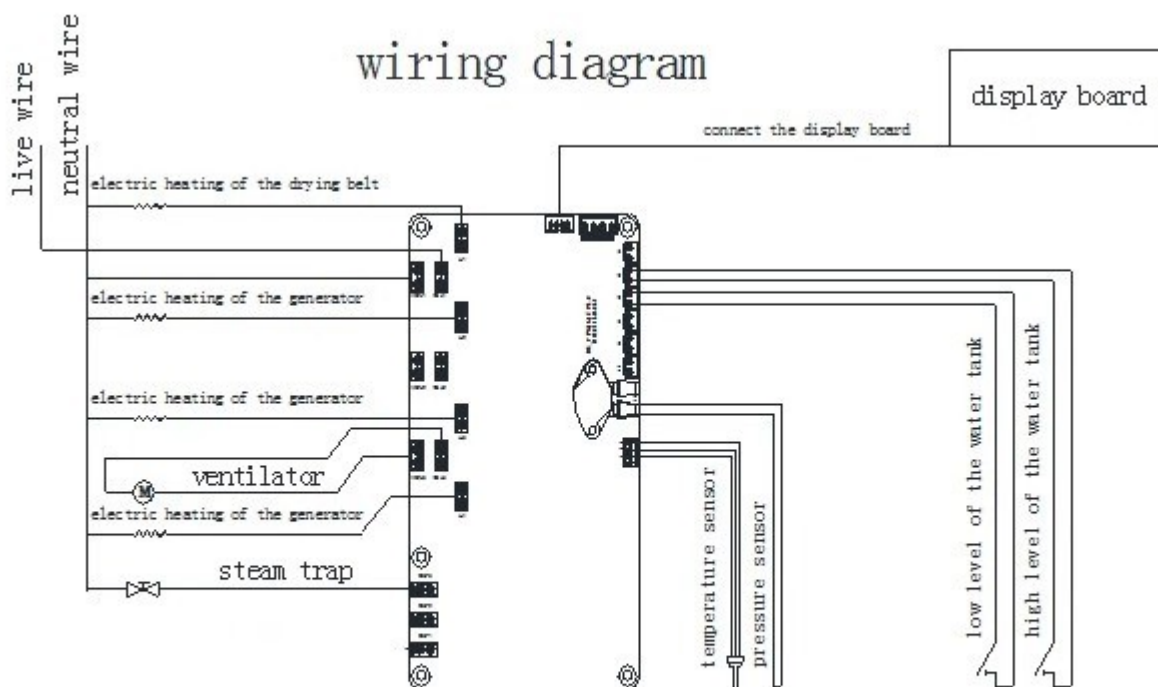 wiring diagram
live wire
neutral wire
display board
connect the display board
electric heating of the drying belt
electric heating of the generator
electric heating of the generator
ventilator
M
electric heating of the generator
steam trap
temperature sensor
pressure sensor
low level of the water tank
high level of the water tank